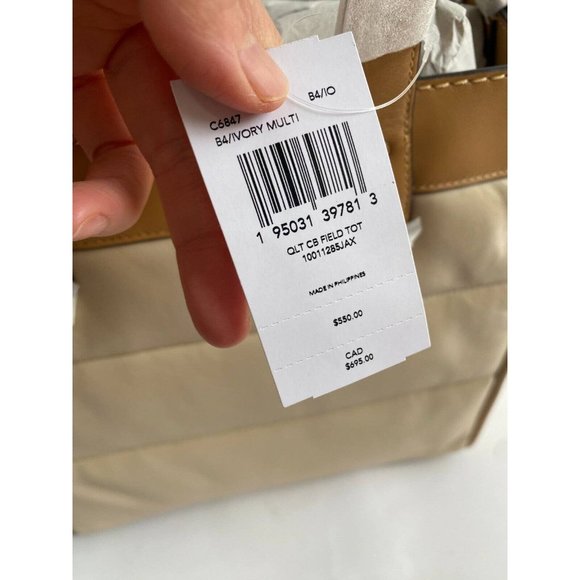 C6847 B4/IO
B4/IVORY MULTI
1 95031 39781 3
QLT CB FIELD TOT
10011285JAX
MADE IN PHILIPPINES
$550.00
CAD
$695.00